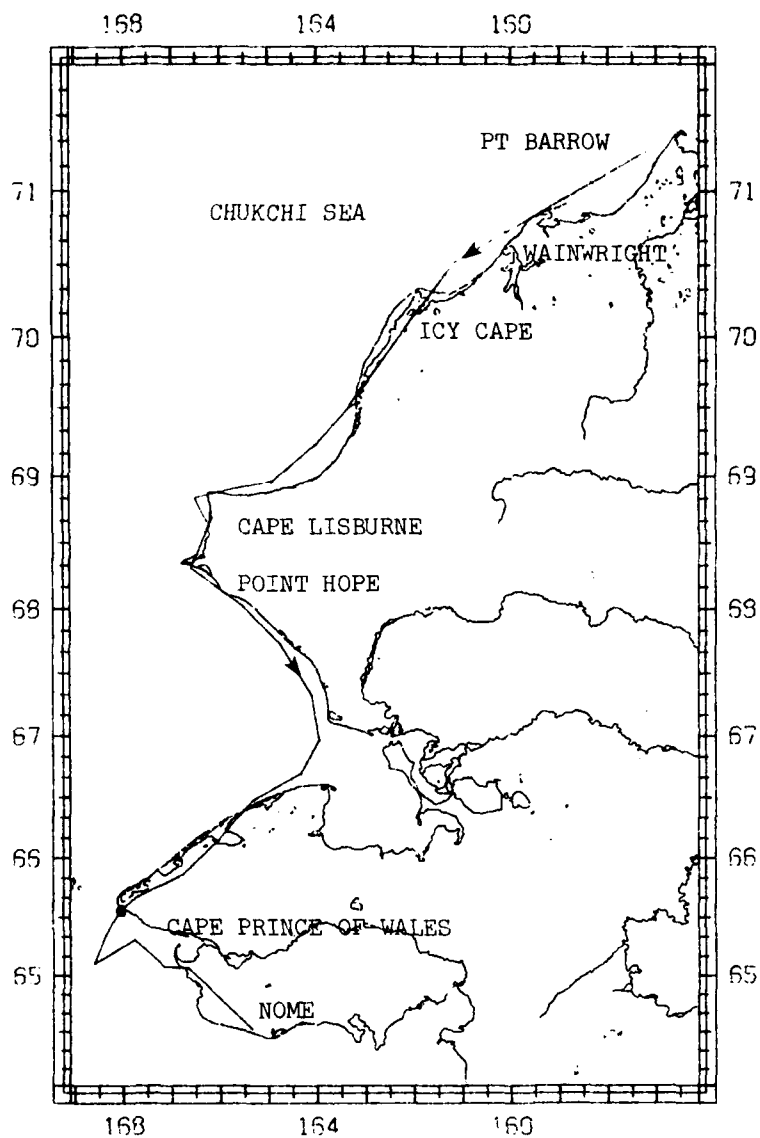 168 164 160
PT BARROW
71 71
CHUKCHI SEA
WAINWRIGHT
70 70
ICY CAPE
69 69
CAPE LISBURNE
POINT HOPE
68 68
67 67
66 66
CAPE PRINCE OF WALES
65 65
NOME
168 164 160